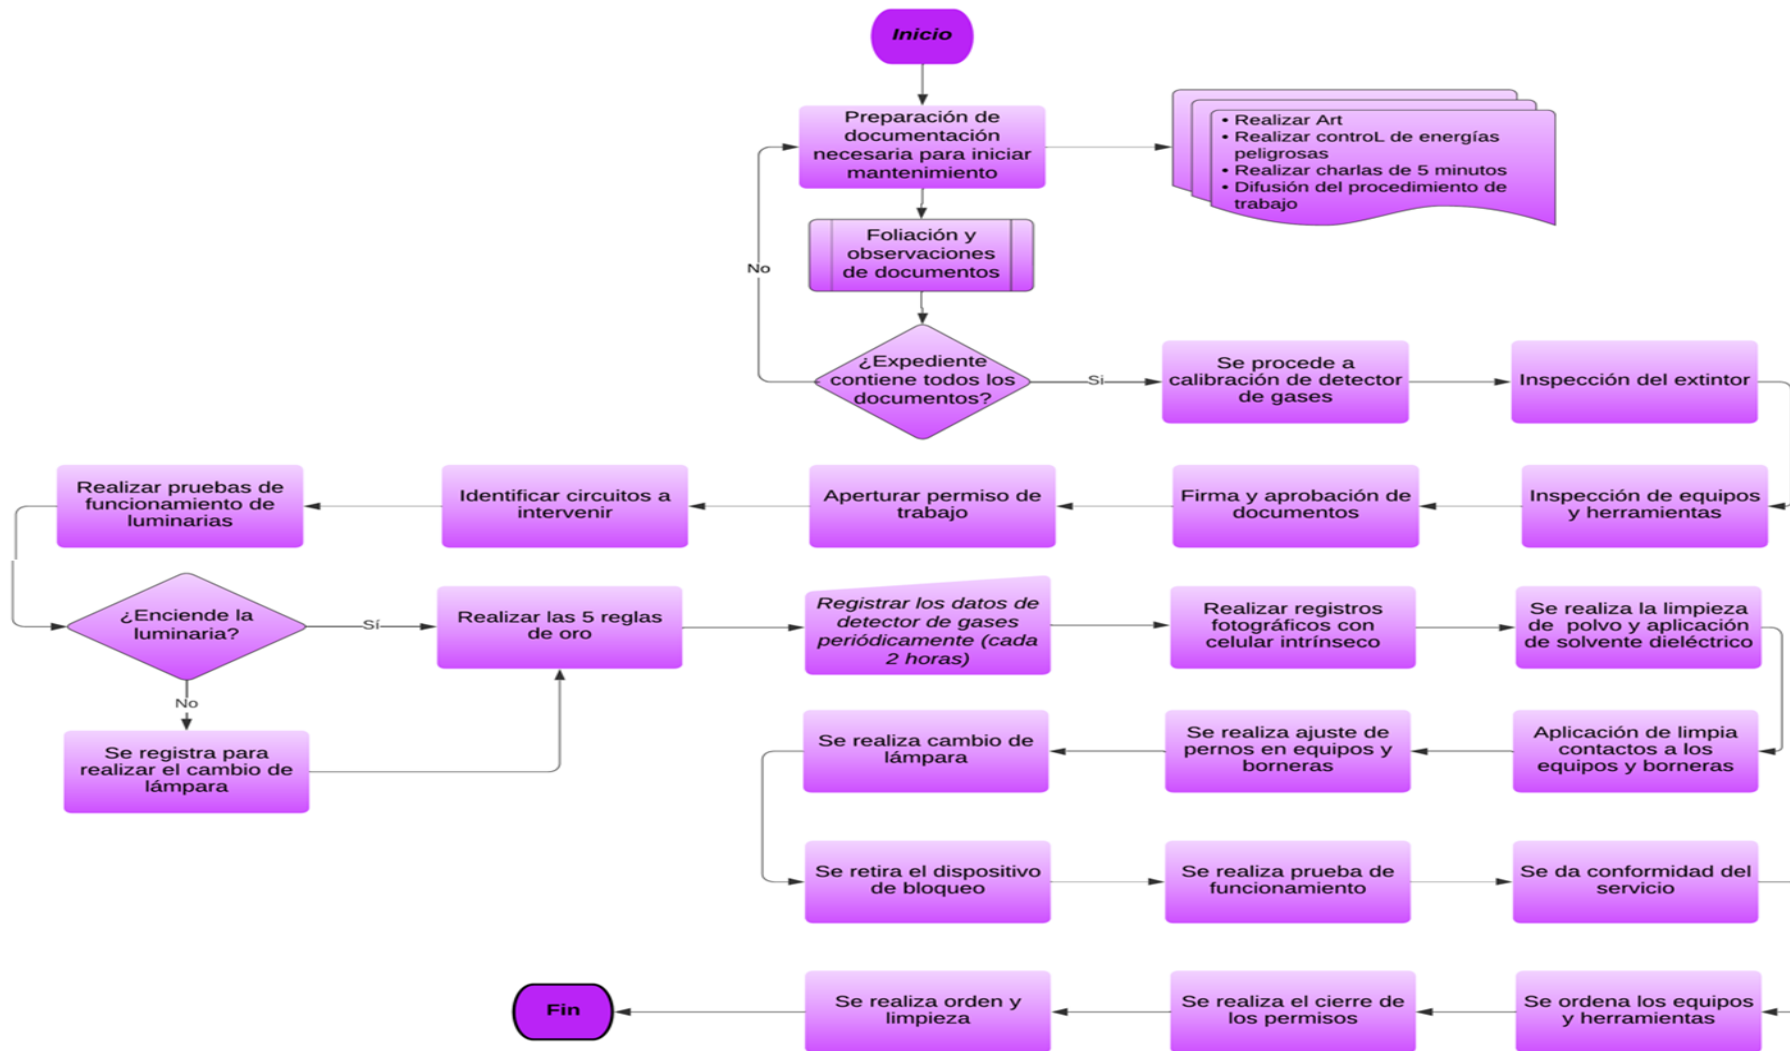 Inicio
Preparación de
documentación
necesaria para iniciar
mantenimiento
• Realizar Art
• Realizar controL de energías
peligrosas
• Realizar charlas de 5 minutos
• Difusión del procedimiento de
trabajo
Foliación y
observaciones
de documentos
No
¿Expediente
contiene todos los
documentos?
Si
Se procede a
calibración de detector
de gases
Inspección del extintor
Inspección de equipos
y herramientas
Firma y aprobación de
documentos
Aperturar permiso de
trabajo
Identificar circuitos a
intervenir
Realizar pruebas de
funcionamiento de
luminarias
¿Enciende la
luminaria?
Sí
No
Se registra para
realizar el cambio de
lámpara
Realizar las 5 reglas
de oro
Registrar los datos de
detector de gases
periódicamente (cada
2 horas)
Realizar registros
fotográficos con
celular intrínseco
Se realiza la limpieza
de polvo y aplicación
de solvente dieléctrico
Aplicación de limpia
contactos a los
equipos y borneras
Se realiza ajuste de
pernos en equipos y
borneras
Se realiza cambio de
lámpara
Se retira el dispositivo
de bloqueo
Se realiza prueba de
funcionamiento
Se da conformidad del
servicio
Se ordena los equipos
y herramientas
Se realiza el cierre de
los permisos
Se realiza orden y
limpieza
Fin